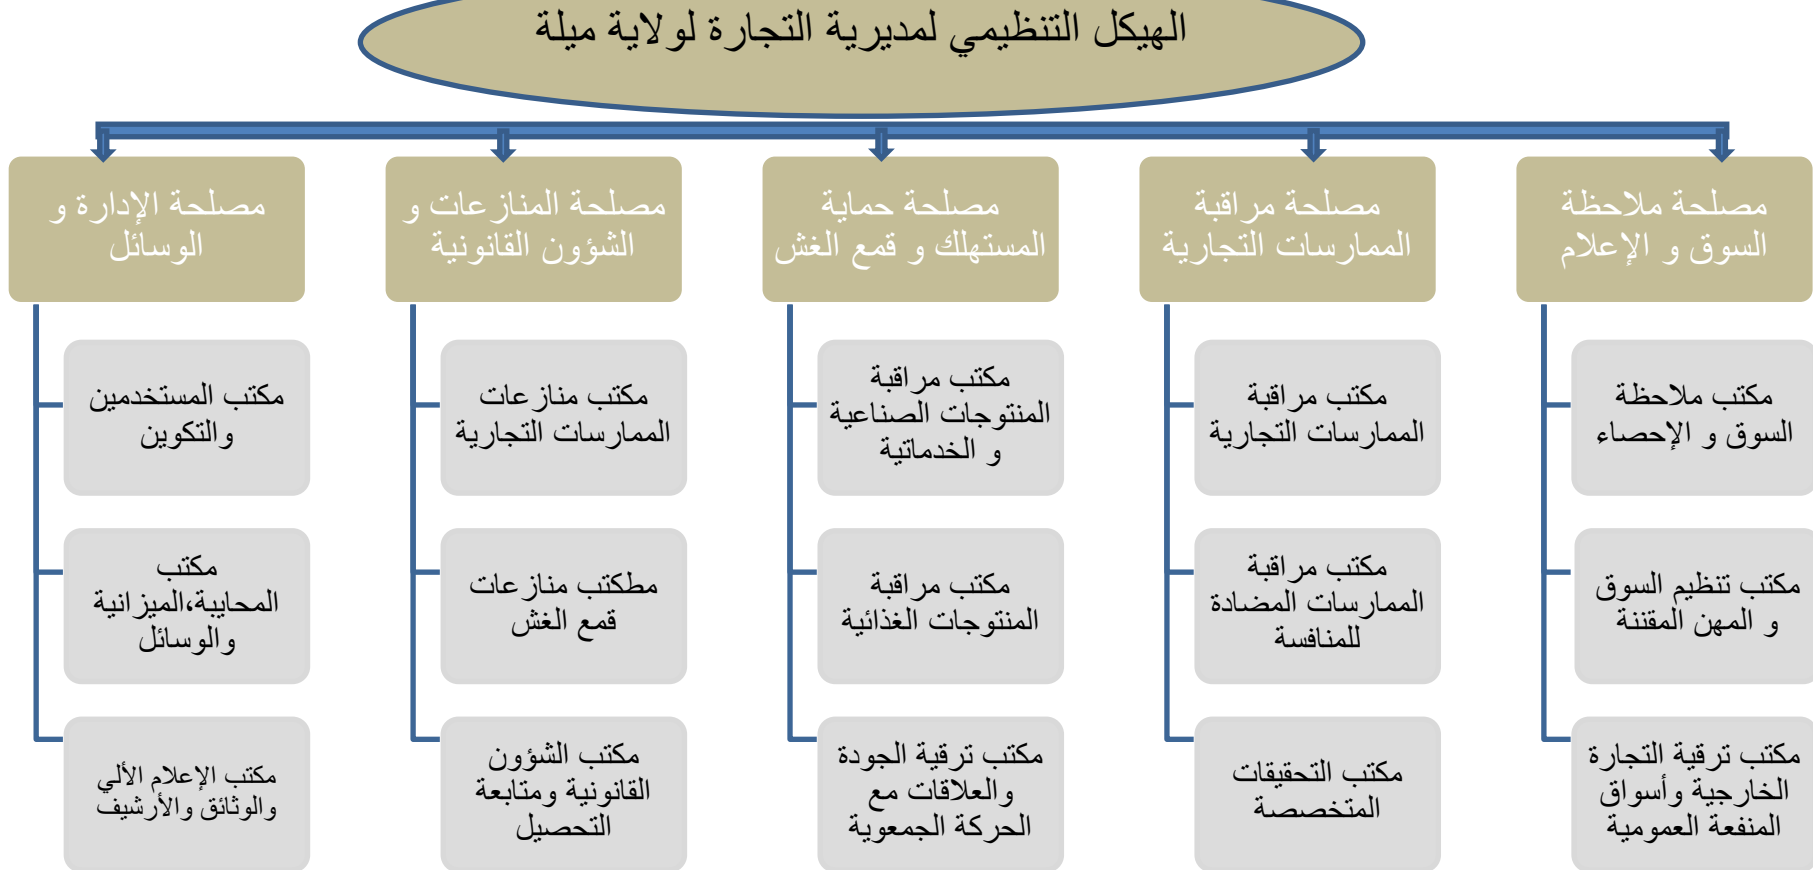 الهيكل التنظيمي لمديرية التجارة لولاية ميلة
مصلحة ملاحظة
السوق و الإعلام
مكتب ملاحظة
السوق و الإحصاء
مكتب تنظيم السوق
و المهن المقننة
مكتب ترقية التجارة
الخارجية وأسواق
المنفعة العمومية
مصلحة مراقبة
الممارسات التجارية
مكتب مراقبة
الممارسات التجارية
مكتب مراقبة
الممارسات المضادة
للمنافسة
مكتب التحقيقات
المتخصصة
مصلحة حماية
المستهلك و قمع الغش
مكتب مراقبة
المنتوجات الصناعية
و الخدماتية
مكتب مراقبة
المنتوجات الغذائية
مكتب ترقية الجودة
والعلاقات مع
الحركة الجمعوية
مصلحة المنازعات و
الشؤون القانونية
مكتب منازعات
الممارسات التجارية
مطكتب منازعات
قمع الغش
مكتب الشؤون
القانونية ومتابعة
التحصيل
مصلحة الإدارة و
الوسائل
مكتب المستخدمين
والتكوين
مكتب
المحاببة،الميزانية
والوسائل
مكتب الإعلام الألي
والوثائق والأرشيف